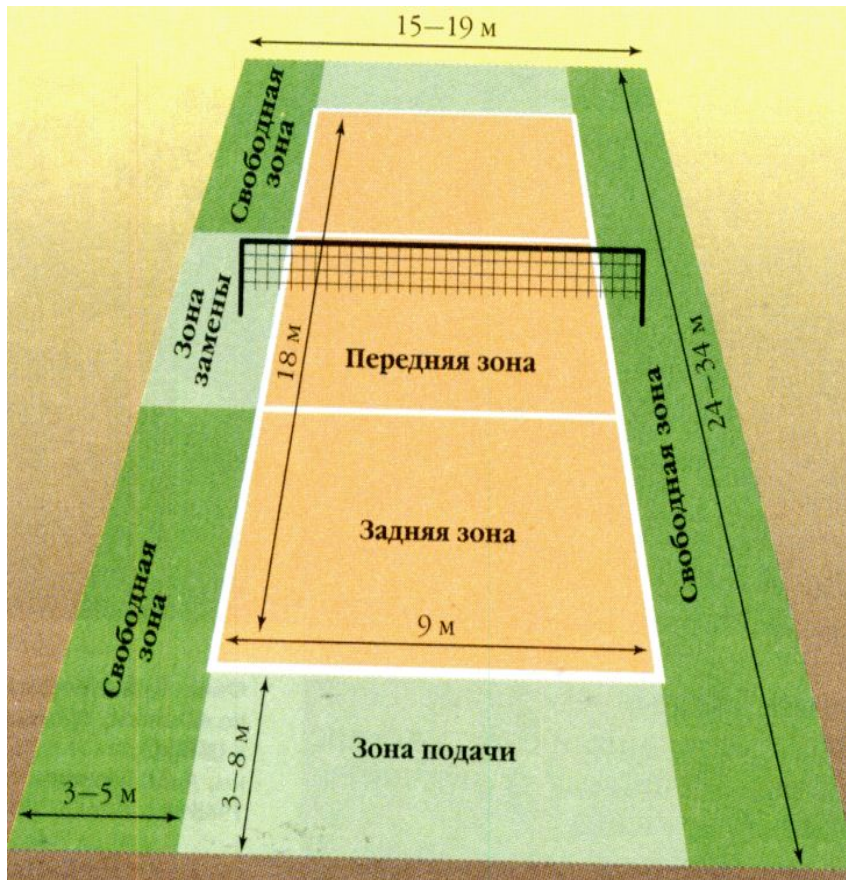 15–19 м
Свободная
зона
Зона
замены
18 м
Передняя зона
24–34 м
Свободная зона
Задняя зона
Свободная
зона
9 м
Зона подачи
3–8 м
3–5 м